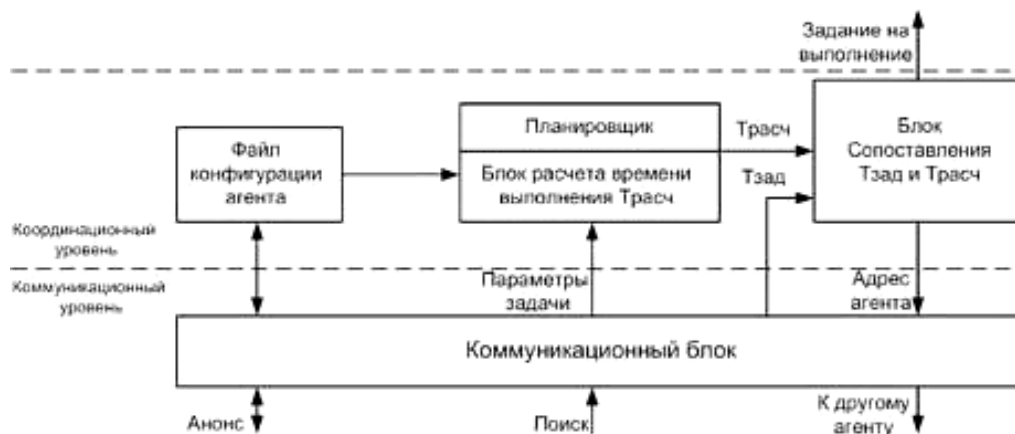 Задание на
выполнение
Планировщик
Трасч
Блок
Сопоставления
Тзад и Трасч
Файл
конфигурации
агента
Блок расчета времени
выполнения Трасч
Тзад
Координационный
уровень
Коммуникационный
уровень
Параметры
задачи
Адрес
агента
Коммуникационный блок
Анонс
Поиск
К другому
агенту